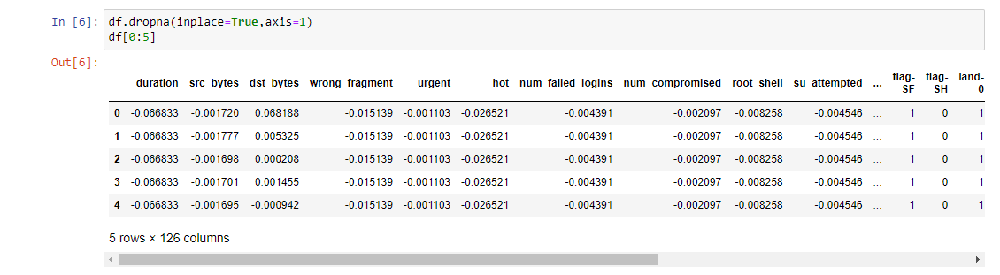 In [6]: df.dropna(inplace=True,axis=1)
df[0:5]
Out[6]:
duration src_bytes dst_bytes wrong_fragment urgent hot num_failed_logins num_compromised root_shell su_attempted ... flag-SF flag-SH land-0
0 -0.066833 -0.001720 0.068188 -0.015139 -0.001103 -0.026521 -0.004391 -0.002097 -0.008258 -0.004546 ... 1 0 1
1 -0.066833 -0.001777 0.005325 -0.015139 -0.001103 -0.026521 -0.004391 -0.002097 -0.008258 -0.004546 ... 1 0 1
2 -0.066833 -0.001698 0.000208 -0.015139 -0.001103 -0.026521 -0.004391 -0.002097 -0.008258 -0.004546 ... 1 0 1
3 -0.066833 -0.001701 0.001455 -0.015139 -0.001103 -0.026521 -0.004391 -0.002097 -0.008258 -0.004546 ... 1 0 1
4 -0.066833 -0.001695 -0.000942 -0.015139 -0.001103 -0.026521 -0.004391 -0.002097 -0.008258 -0.004546 ... 1 0 1
5 rows × 126 columns